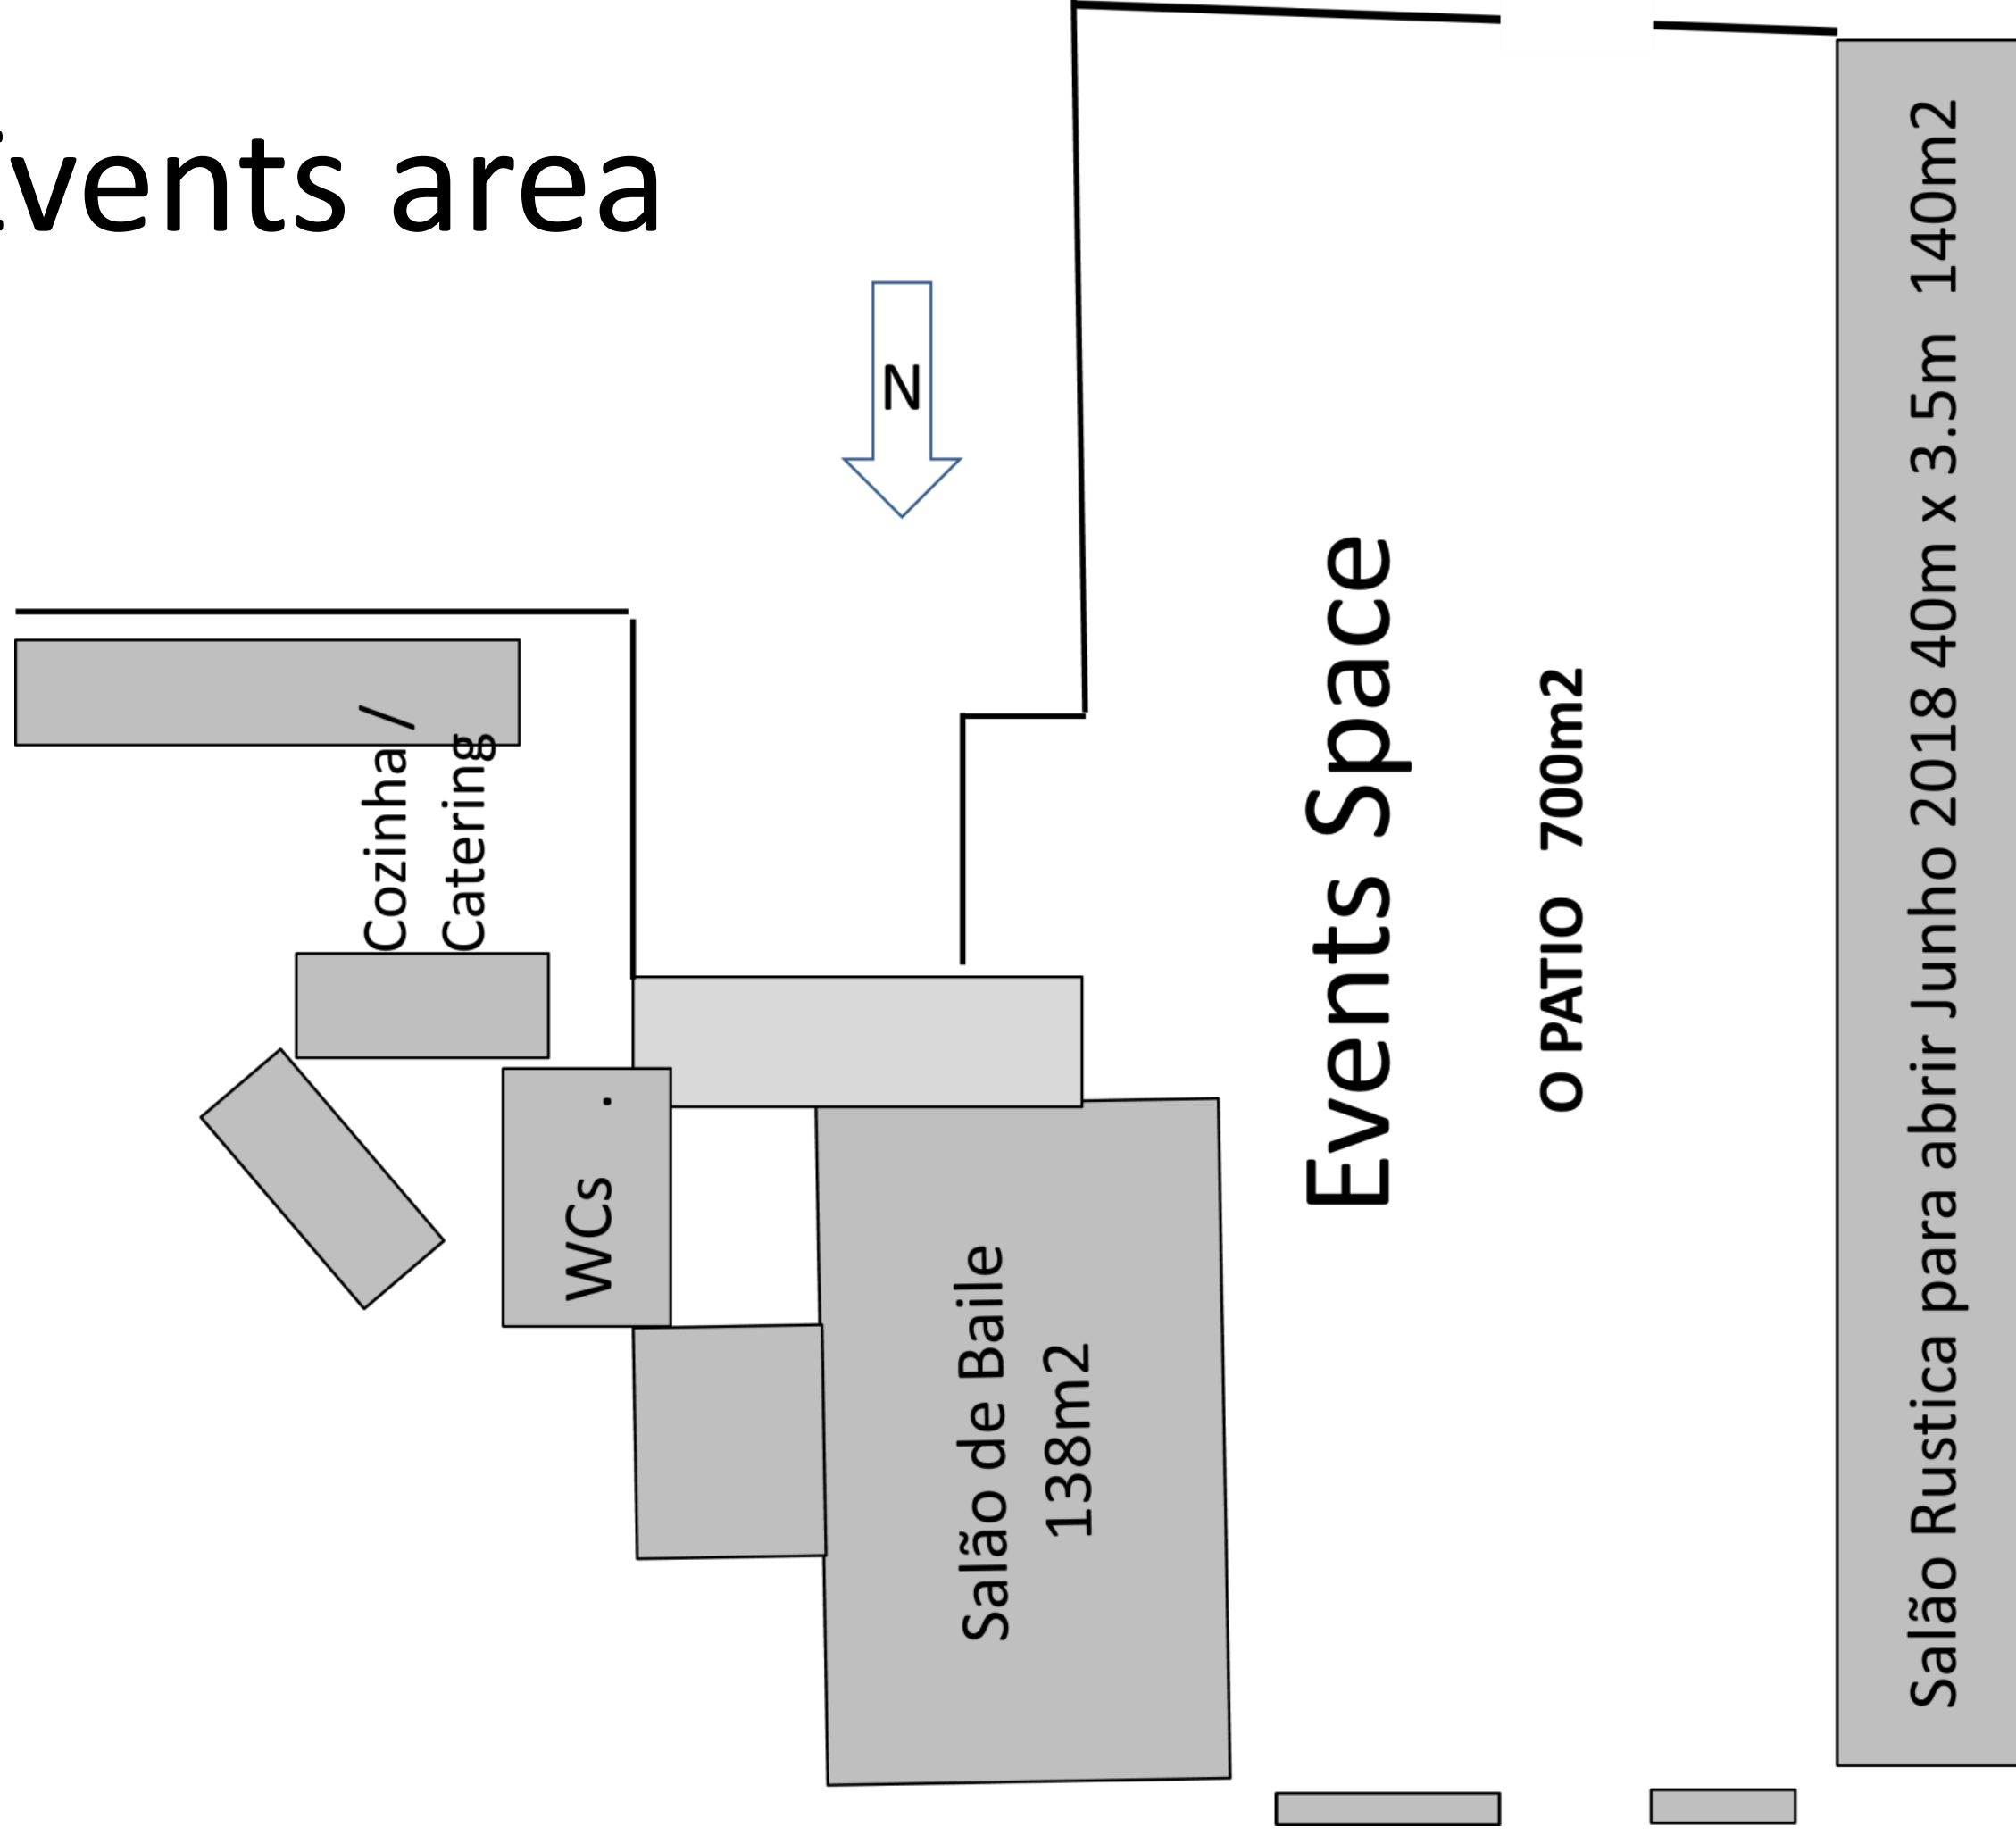 Events area
N
Cozinha /
Catering
WCs .
Salão de Baile
138m2
Events Space
O PATIO 700m2
Salão Rustica para abrir Junho 2018 40m x 3.5m 140m2